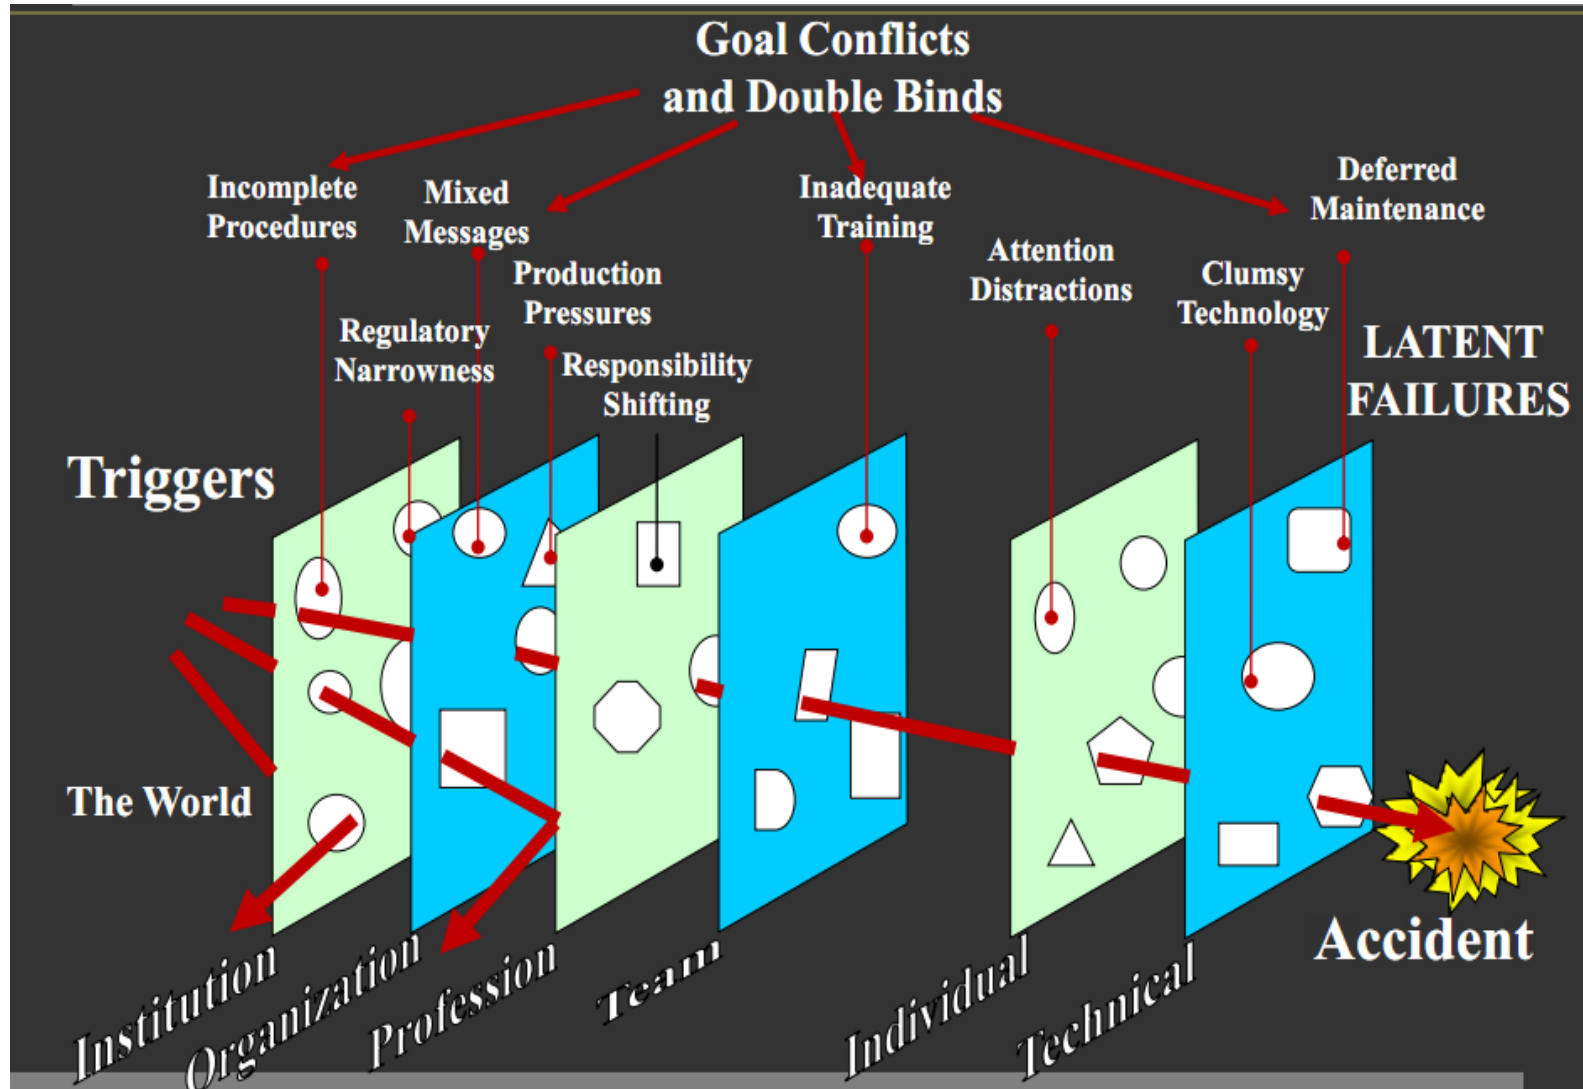 Goal Conflicts
and Double Binds
Incomplete
Procedures
Mixed
Messages
Inadequate
Training
Deferred
Maintenance
Production
Pressures
Attention
Distractions
Clumsy
Technology
Regulatory
Narrowness
Responsibility
Shifting
LATENT
FAILURES
Triggers
The World
Accident
Institution
Organization
Profession
Team
Individual
Technical